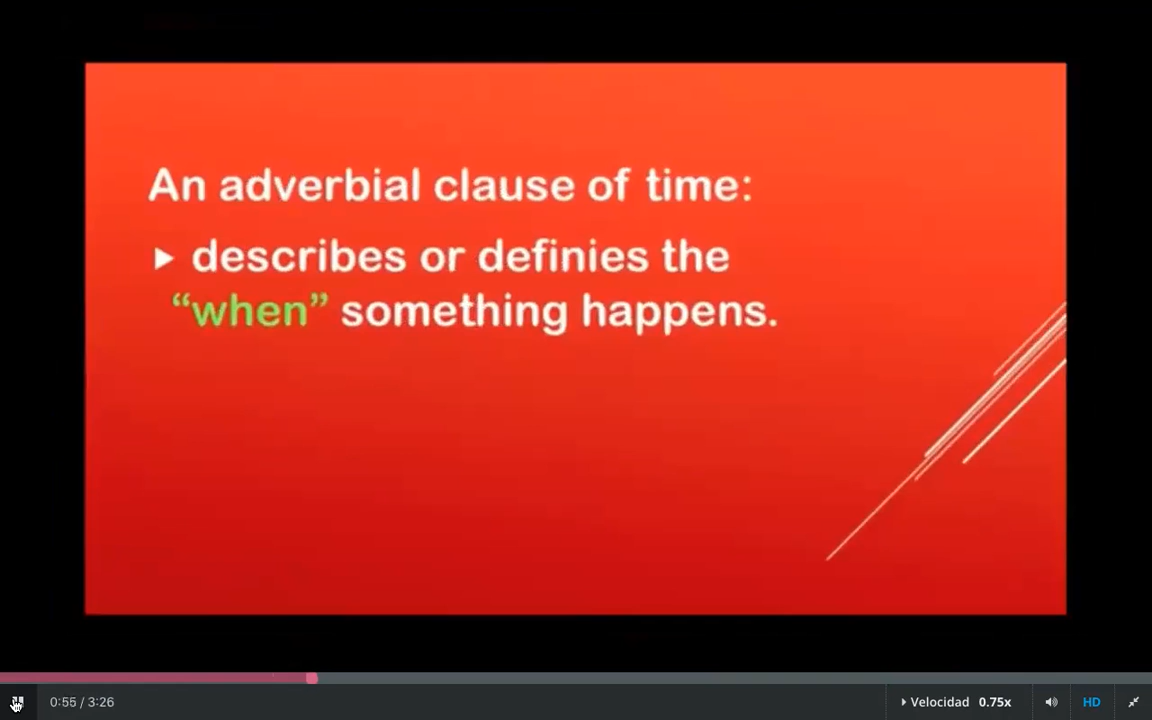 An adverbial clause of time:
▶ describes or definies the
“when” something happens.
0:55 / 3:26
Velocidad 0.75x
HD